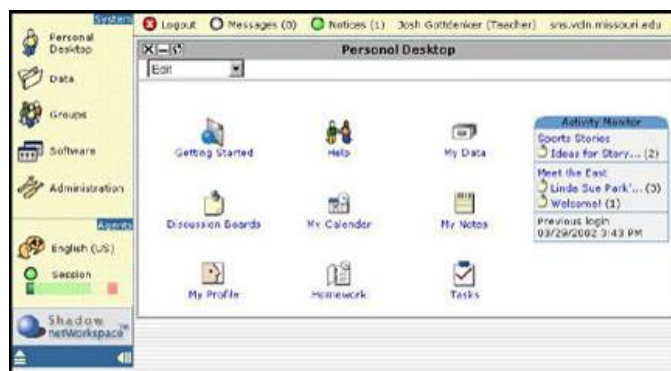 System
Personal
Desktop
Data
Groups
Software
Administration
Agents
English (US)
Session
Shadow
netWorkspace™
Logout Messages (0) Notices (1) Josh Gottdenker (Teacher) sns.vcln.missouri.edu
Personal Desktop
Edit
Getting Started Help My Data
Discussion Boards My Calendar My Notes
My Profile Homework Tasks
Activity Monitor
Sports Stories
Ideas for Story... (2)
Meet the East
Linda Sue Park'... (0)
Welcome! (1)
Previous login
03/29/2002 3:43 PM